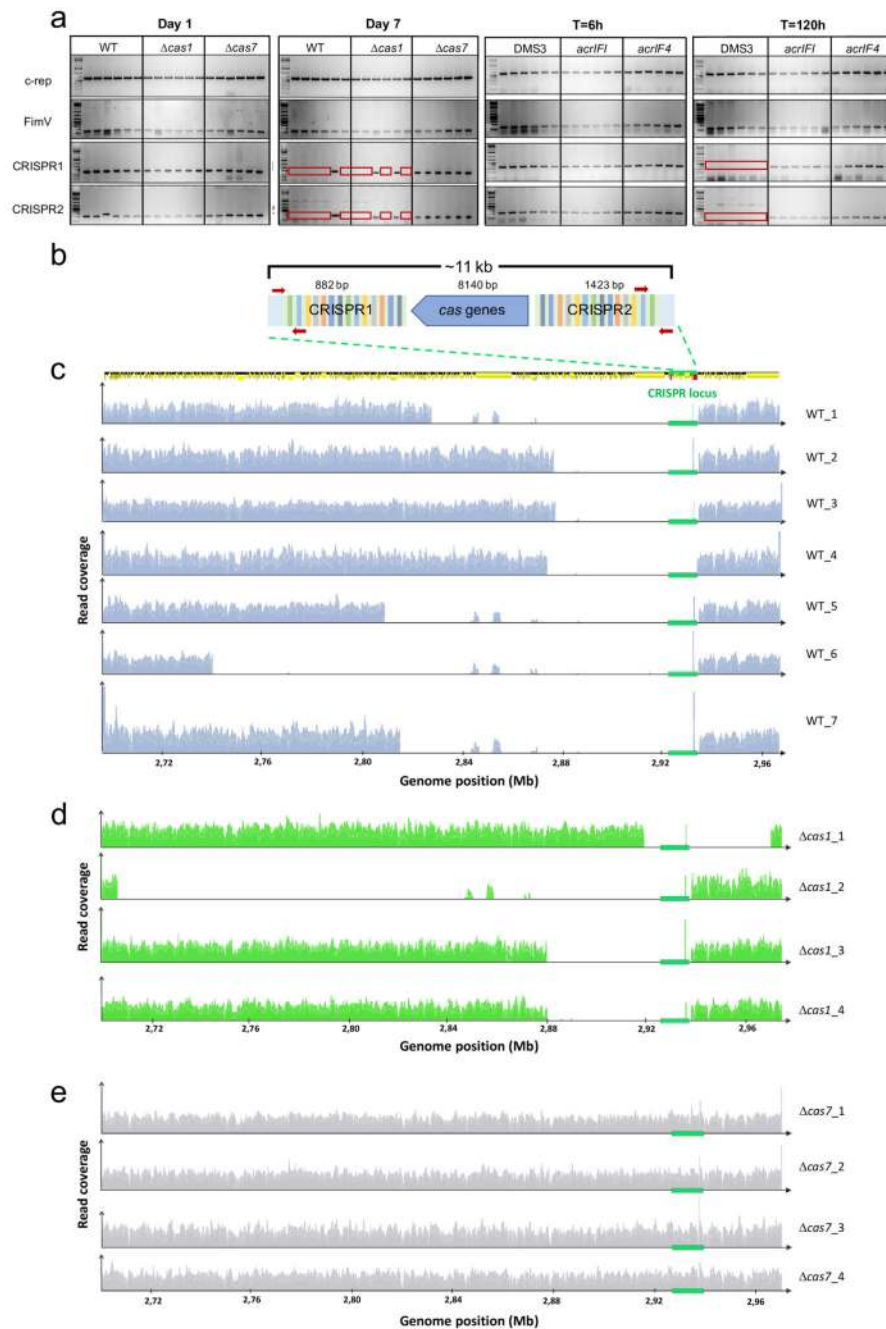 a
Day 1 Day 7 T=6h T=120h
WT Δcas1 Δcas7 WT Δcas1 Δcas7 DMS3 acrIFI acrIF4 DMS3 acrIFI acrIF4
c-rep
FimV
CRISPR1
CRISPR2
b
~11 kb
882 bp 8140 bp 1423 bp
CRISPR1 cas genes CRISPR2
c
CRISPR locus
WT_1
WT_2
WT_3
WT_4
WT_5
WT_6
WT_7
Read coverage
2,72 2,76 2,80 2,84 2,88 2,92 2,96
Genome position (Mb)
d
Δcas1_1
Δcas1_2
Δcas1_3
Δcas1_4
Read coverage
2,72 2,76 2,80 2,84 2,88 2,92 2,96
Genome position (Mb)
e
Δcas7_1
Δcas7_2
Δcas7_3
Δcas7_4
Read coverage
2,72 2,76 2,80 2,84 2,88 2,92 2,96
Genome position (Mb)